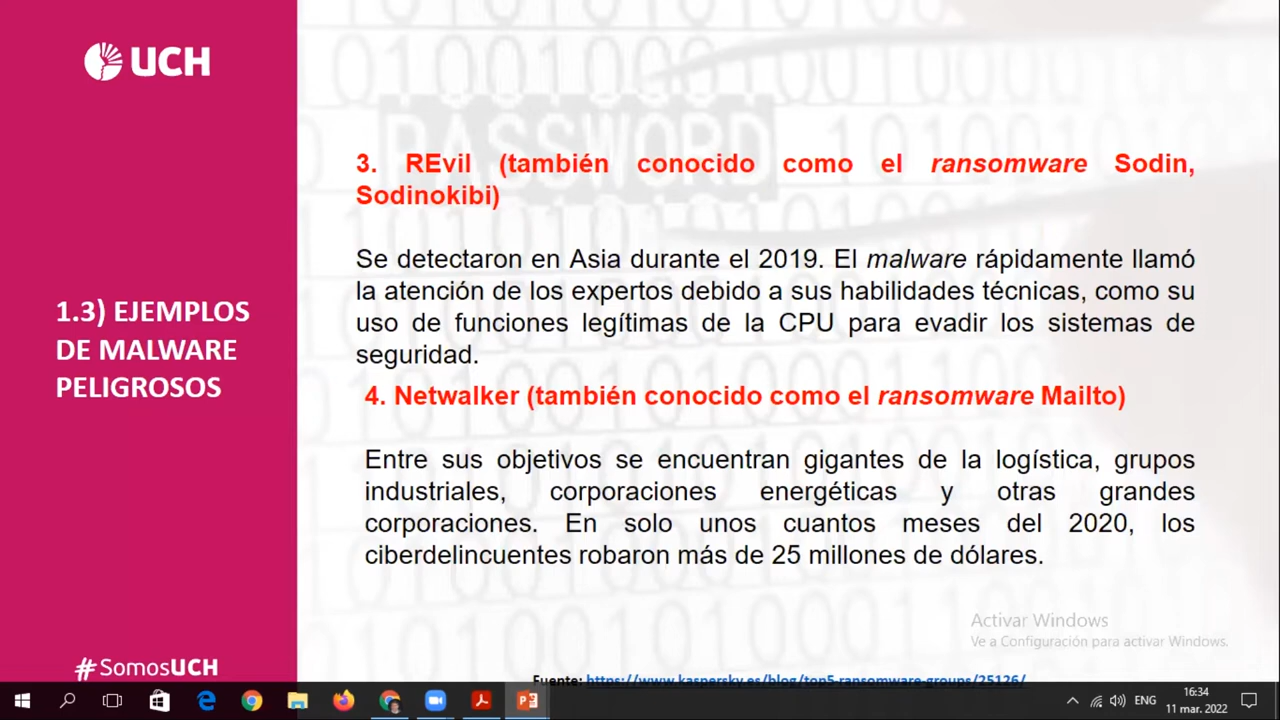 UCH
1.3) EJEMPLOS
DE MALWARE
PELIGROSOS
#SomosUCH
PASSWORD
3. REvil (también conocido como el ransomware Sodin,
Sodinokibi)
Se detectaron en Asia durante el 2019. El malware rápidamente llamó
la atención de los expertos debido a sus habilidades técnicas, como su
uso de funciones legítimas de la CPU para evadir los sistemas de
seguridad.
4. Netwalker (también conocido como el ransomware Mailto)
Entre sus objetivos se encuentran gigantes de la logística, grupos
industriales, corporaciones energéticas y otras grandes
corporaciones. En solo unos cuantos meses del 2020, los
ciberdelincuentes robaron más de 25 millones de dólares.
Activar Windows
Ve a Configuración para activar Windows.
Fuente: https://www.kaspersky.es/blog/top5-ransomware-groups/25126/
ENG
16:34
11 mar. 2022